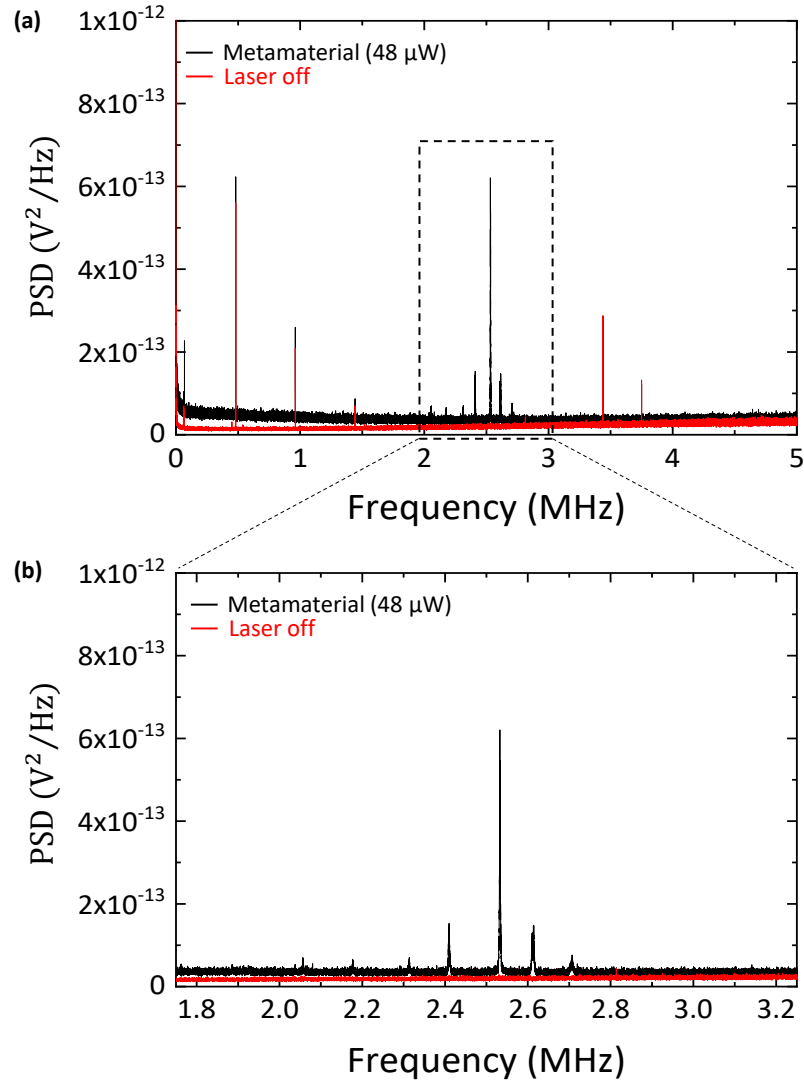 (a)
1x10⁻¹²
8x10⁻¹³
6x10⁻¹³
4x10⁻¹³
2x10⁻¹³
0
PSD (V²/Hz)
Metamaterial (48 µW)
Laser off
0 1 2 3 4 5
Frequency (MHz)
(b)
1x10⁻¹²
8x10⁻¹³
6x10⁻¹³
4x10⁻¹³
2x10⁻¹³
0
PSD (V²/Hz)
Metamaterial (48 µW)
Laser off
1.8 2.0 2.2 2.4 2.6 2.8 3.0 3.2
Frequency (MHz)